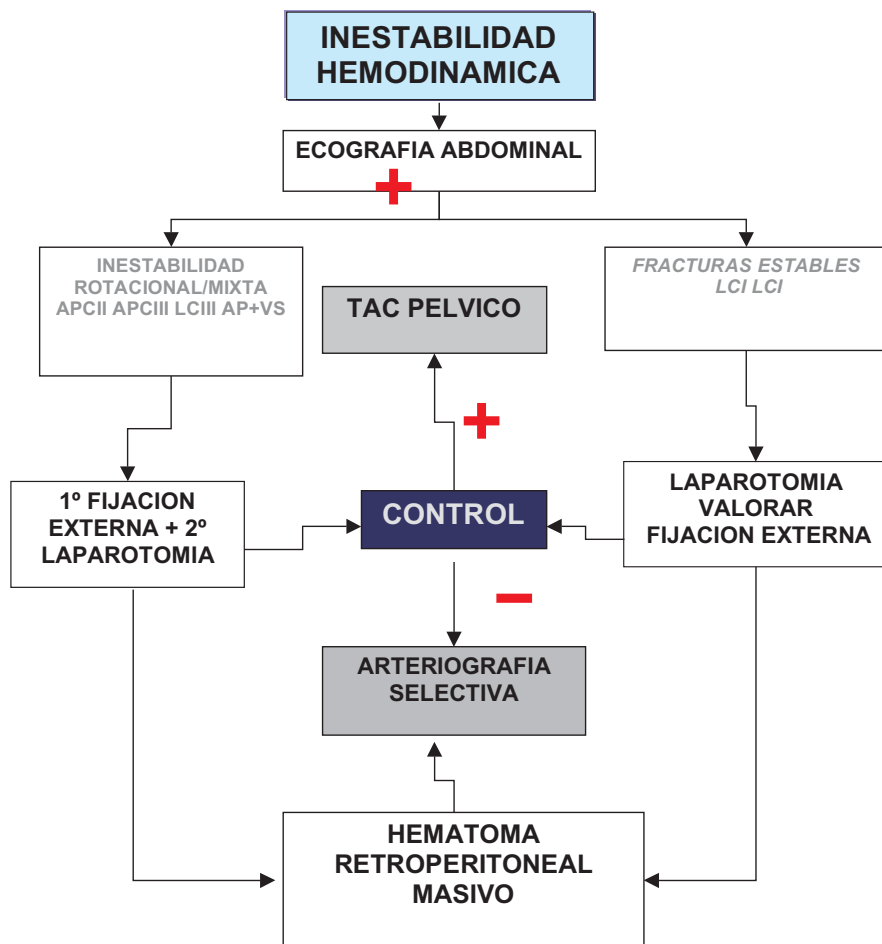 INESTABILIDAD
HEMODINAMICA
ECOGRAFIA ABDOMINAL
+
INESTABILIDAD
ROTACIONAL/MIXTA
APCII APCIII LCIII AP+VS
TAC PELVICO
FRACTURAS ESTABLES
LCI LCI
+
1º FIJACION
EXTERNA + 2º
LAPAROTOMIA
CONTROL
LAPAROTOMIA
VALORAR
FIJACION EXTERNA
–
ARTERIOGRAFIA
SELECTIVA
HEMATOMA
RETROPERITONEAL
MASIVO